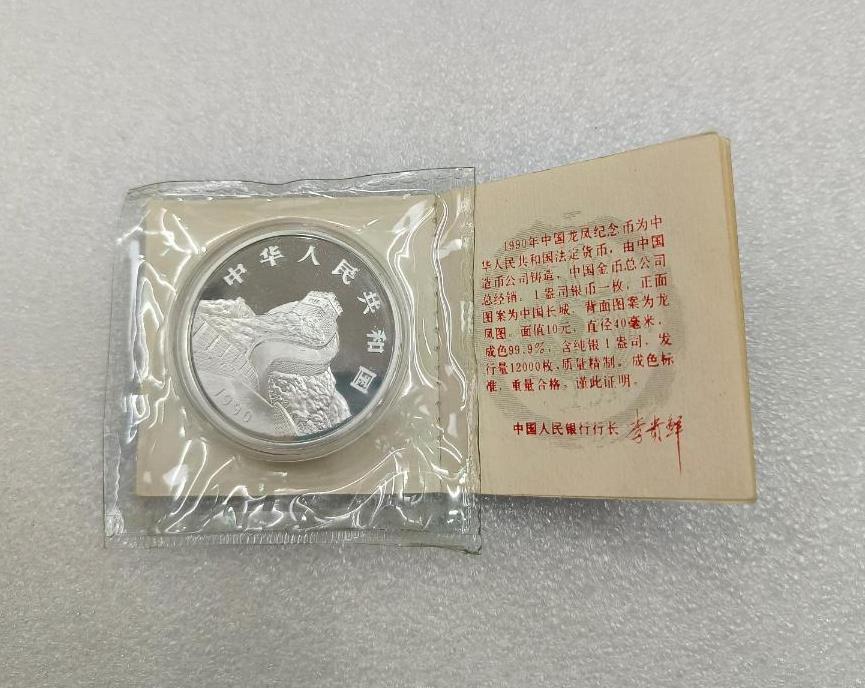 中华人民共和国
1990
1990年中国龙凤纪念币为中
华人民共和国法定货币，由中国
造币公司铸造，中国金币总公司
总经销。1盎司银币一枚，正面
图案为中国长城，背面图案为龙
凤图。面值10元，直径40毫米，
成色99.9%，含纯银1盎司，发
行量12000枚，质量精制，成色标
准，重量合格。谨此证明。
中国人民银行行长 李贵鲜